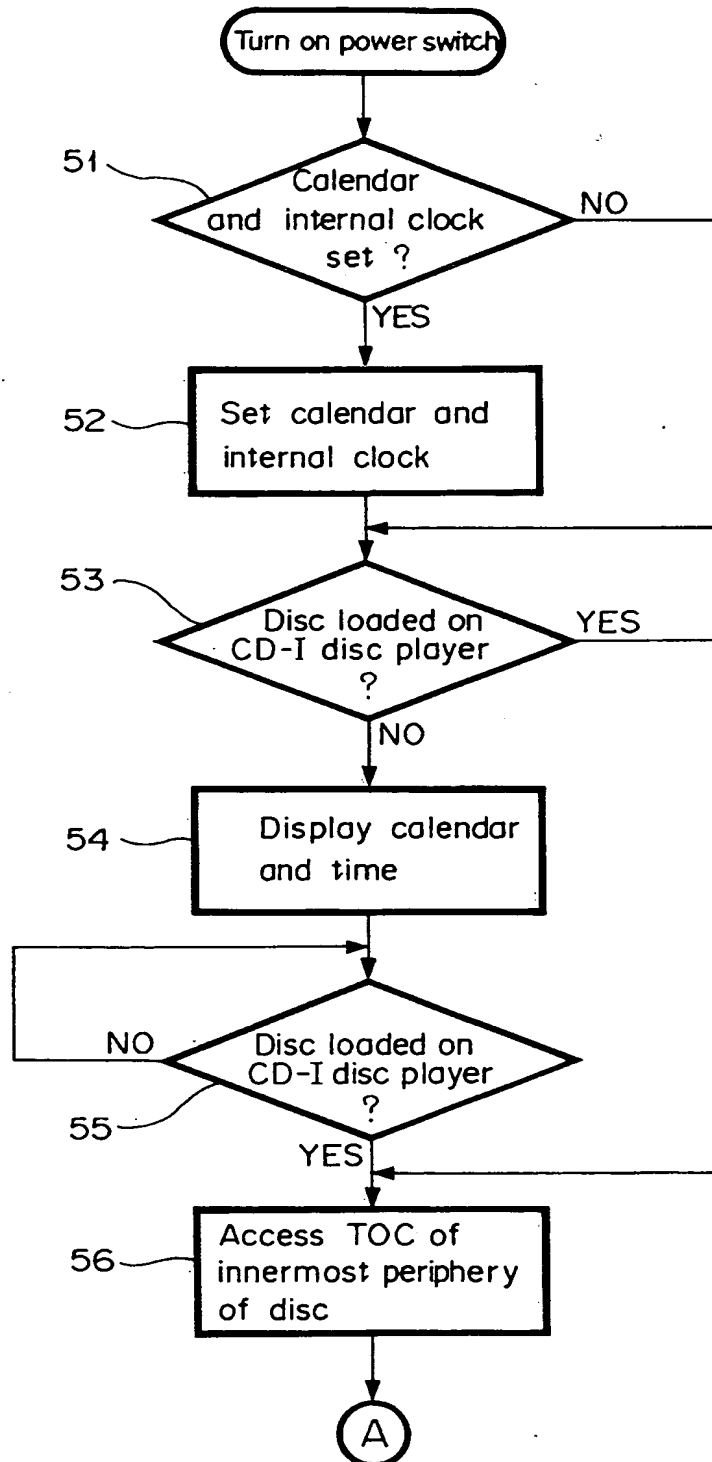 Turn on power switch
51
Calendar
and internal clock
set ?
NO
YES
52
Set calendar and
internal clock
53
Disc loaded on
CD-I disc player
?
YES
NO
54
Display calendar
and time
NO
Disc loaded on
CD-I disc player
?
55
YES
56
Access TOC of
innermost periphery
of disc
A